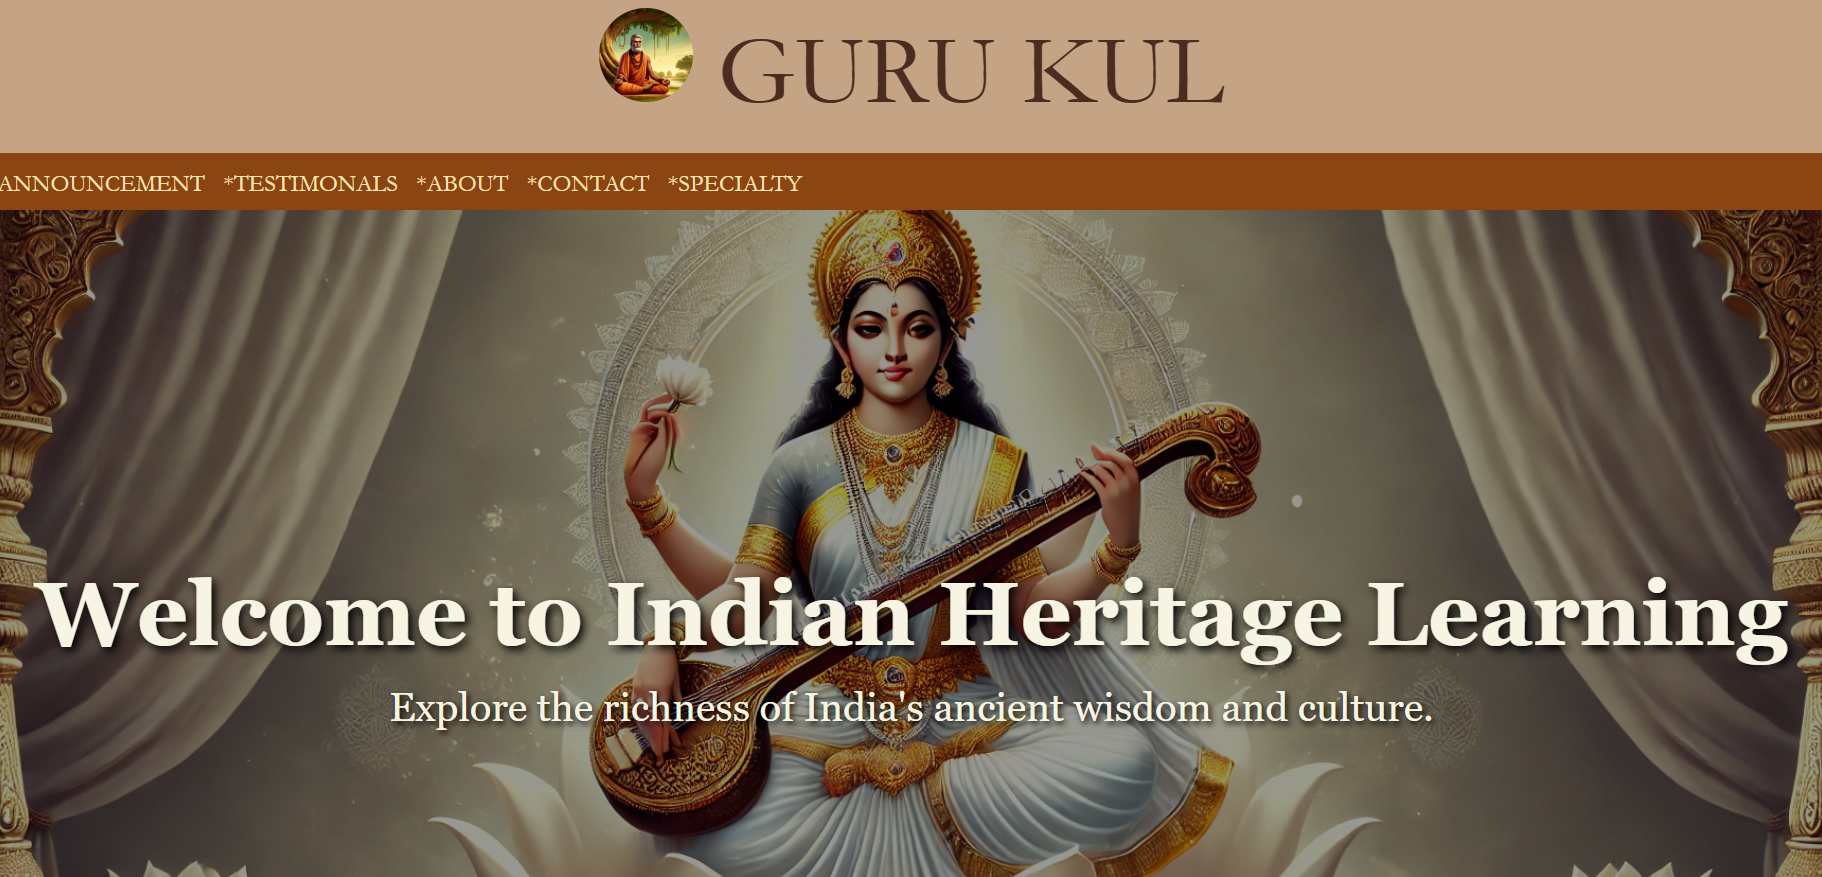 GURU KUL
ANNOUNCEMENT *TESTIMONALS *ABOUT *CONTACT *SPECIALTY
Welcome to Indian Heritage Learning
Explore the richness of India's ancient wisdom and culture.